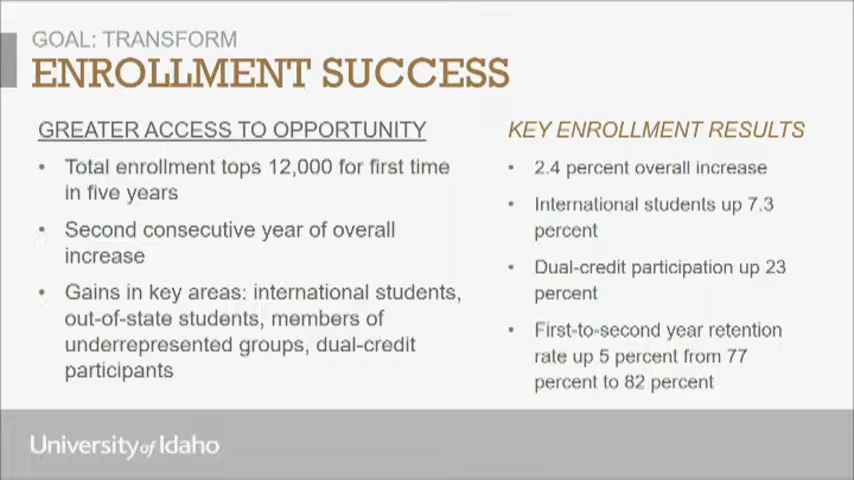 GOAL: TRANSFORM
ENROLLMENT SUCCESS
GREATER ACCESS TO OPPORTUNITY
• Total enrollment tops 12,000 for first time
in five years
• Second consecutive year of overall
increase
• Gains in key areas: international students,
out-of-state students, members of
underrepresented groups, dual-credit
participants
KEY ENROLLMENT RESULTS
• 2.4 percent overall increase
• International students up 7.3
percent
• Dual-credit participation up 23
percent
• First-to-second year retention
rate up 5 percent from 77
percent to 82 percent
University of Idaho